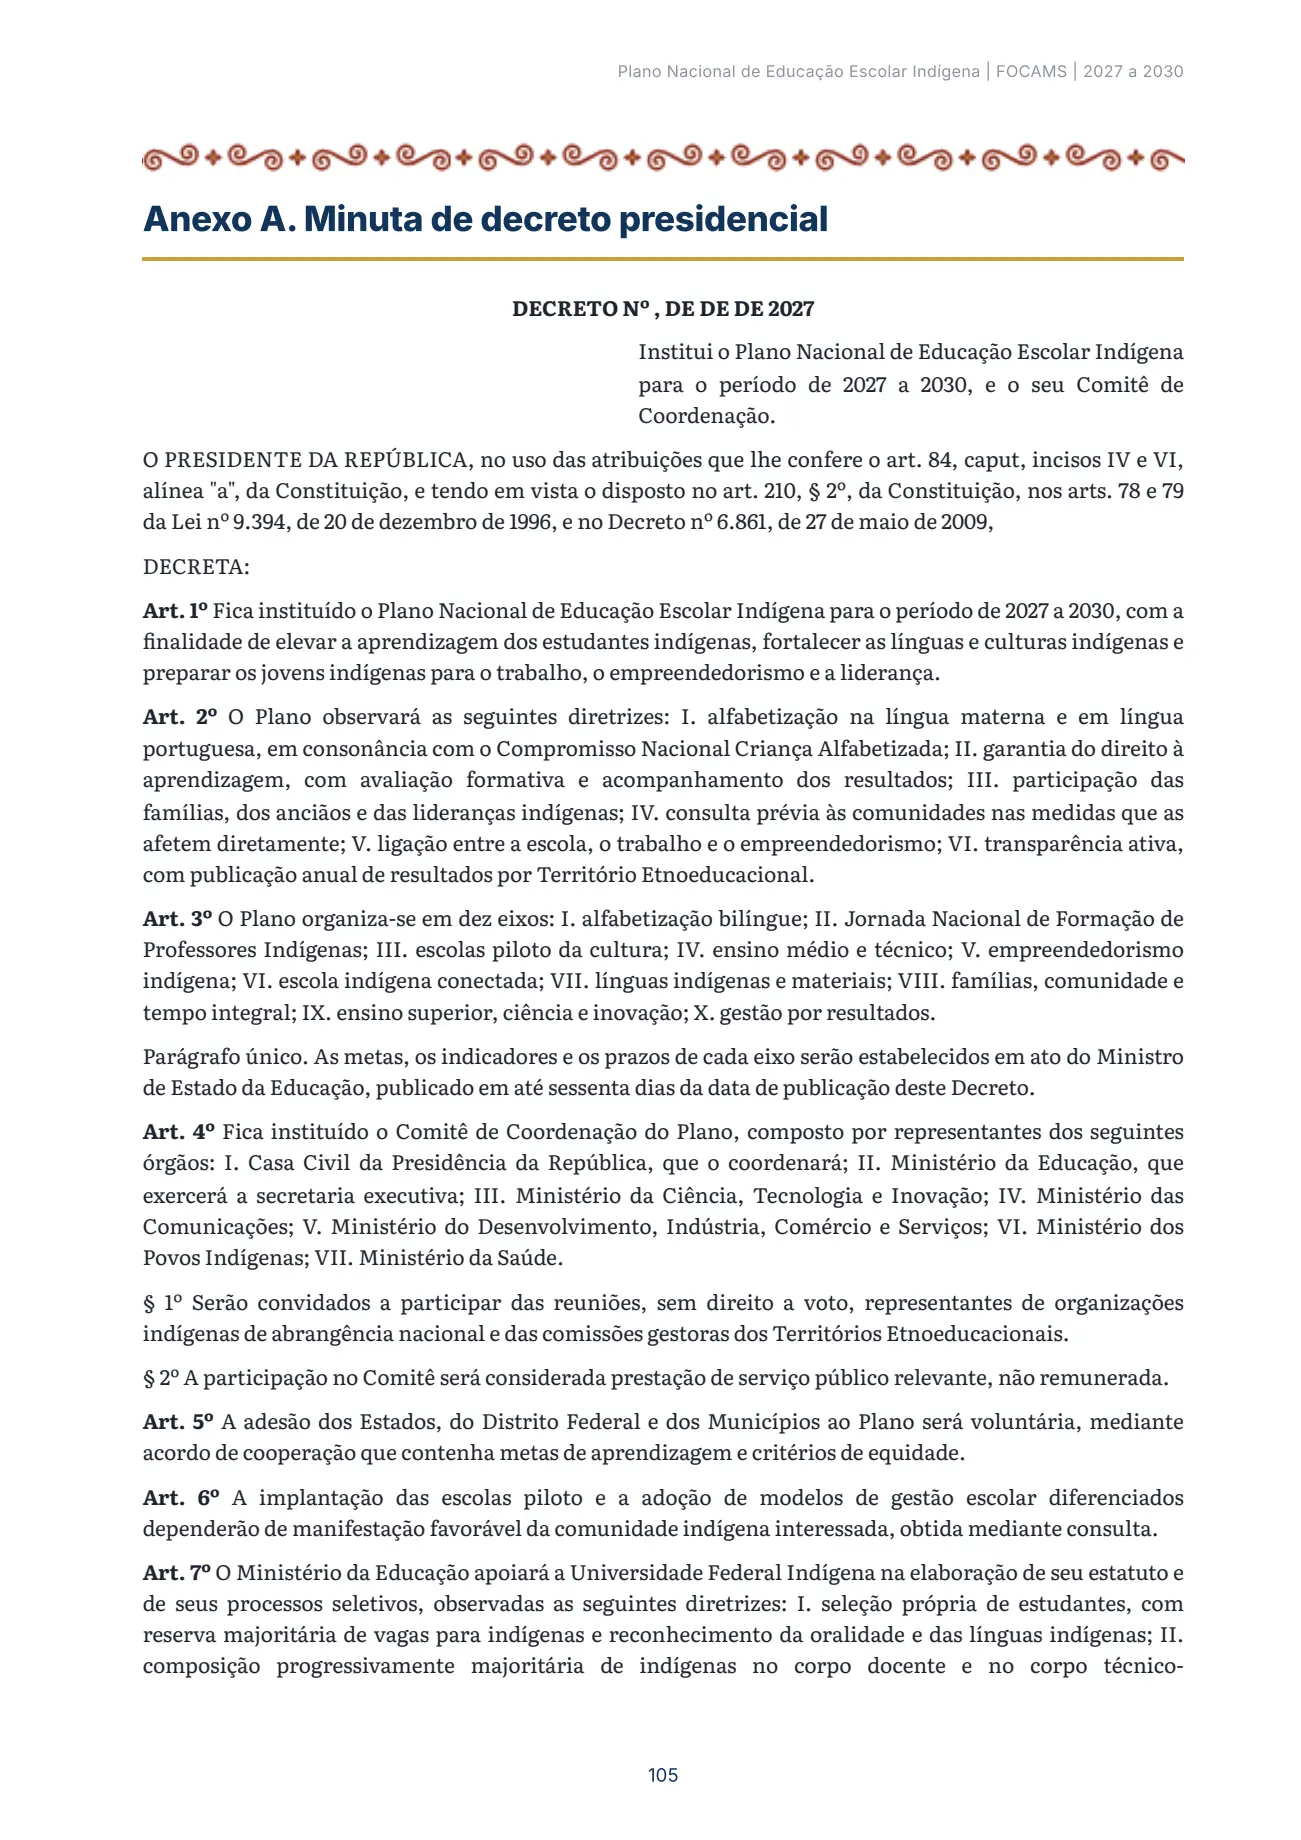 Plano Nacional de Educação Escolar Indígena | FOCAMS | 2027 a 2030
Anexo A. Minuta de decreto presidencial
DECRETO Nº , DE DE DE 2027
Institui o Plano Nacional de Educação Escolar Indígena
para o período de 2027 a 2030, e o seu Comitê de
Coordenação.
O PRESIDENTE DA REPÚBLICA, no uso das atribuições que lhe confere o art. 84, caput, incisos IV e VI,
alínea "a", da Constituição, e tendo em vista o disposto no art. 210, § 2º, da Constituição, nos arts. 78 e 79
da Lei nº 9.394, de 20 de dezembro de 1996, e no Decreto nº 6.861, de 27 de maio de 2009,
DECRETA:
Art. 1º Fica instituído o Plano Nacional de Educação Escolar Indígena para o período de 2027 a 2030, com a
finalidade de elevar a aprendizagem dos estudantes indígenas, fortalecer as línguas e culturas indígenas e
preparar os jovens indígenas para o trabalho, o empreendedorismo e a liderança.
Art. 2º O Plano observará as seguintes diretrizes: I. alfabetização na língua materna e em língua
portuguesa, em consonância com o Compromisso Nacional Criança Alfabetizada; II. garantia do direito à
aprendizagem, com avaliação formativa e acompanhamento dos resultados; III. participação das
famílias, dos anciãos e das lideranças indígenas; IV. consulta prévia às comunidades nas medidas que as
afetem diretamente; V. ligação entre a escola, o trabalho e o empreendedorismo; VI. transparência ativa,
com publicação anual de resultados por Território Etnoeducacional.
Art. 3º O Plano organiza-se em dez eixos: I. alfabetização bilíngue; II. Jornada Nacional de Formação de
Professores Indígenas; III. escolas piloto da cultura; IV. ensino médio e técnico; V. empreendedorismo
indígena; VI. escola indígena conectada; VII. línguas indígenas e materiais; VIII. famílias, comunidade e
tempo integral; IX. ensino superior, ciência e inovação; X. gestão por resultados.
Parágrafo único. As metas, os indicadores e os prazos de cada eixo serão estabelecidos em ato do Ministro
de Estado da Educação, publicado em até sessenta dias da data de publicação deste Decreto.
Art. 4º Fica instituído o Comitê de Coordenação do Plano, composto por representantes dos seguintes
órgãos: I. Casa Civil da Presidência da República, que o coordenará; II. Ministério da Educação, que
exercerá a secretaria executiva; III. Ministério da Ciência, Tecnologia e Inovação; IV. Ministério das
Comunicações; V. Ministério do Desenvolvimento, Indústria, Comércio e Serviços; VI. Ministério dos
Povos Indígenas; VII. Ministério da Saúde.
§ 1º Serão convidados a participar das reuniões, sem direito a voto, representantes de organizações
indígenas de abrangência nacional e das comissões gestoras dos Territórios Etnoeducacionais.
§ 2º A participação no Comitê será considerada prestação de serviço público relevante, não remunerada.
Art. 5º A adesão dos Estados, do Distrito Federal e dos Municípios ao Plano será voluntária, mediante
acordo de cooperação que contenha metas de aprendizagem e critérios de equidade.
Art. 6º A implantação das escolas piloto e a adoção de modelos de gestão escolar diferenciados
dependerão de manifestação favorável da comunidade indígena interessada, obtida mediante consulta.
Art. 7º O Ministério da Educação apoiará a Universidade Federal Indígena na elaboração de seu estatuto e
de seus processos seletivos, observadas as seguintes diretrizes: I. seleção própria de estudantes, com
reserva majoritária de vagas para indígenas e reconhecimento da oralidade e das línguas indígenas; II.
composição progressivamente majoritária de indígenas no corpo docente e no corpo técnico-
105